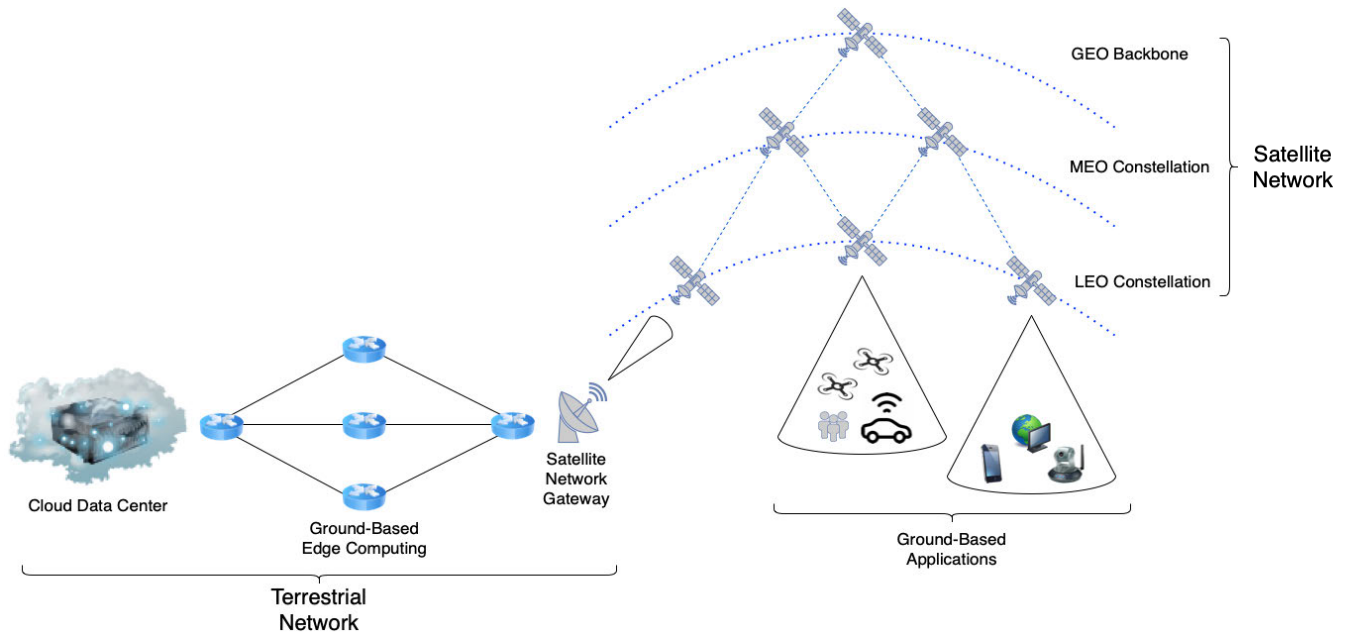 GEO Backbone
MEO Constellation
Satellite
Network
LEO Constellation
Cloud Data Center
Ground-Based
Edge Computing
Satellite
Network
Gateway
Terrestrial
Network
Ground-Based
Applications